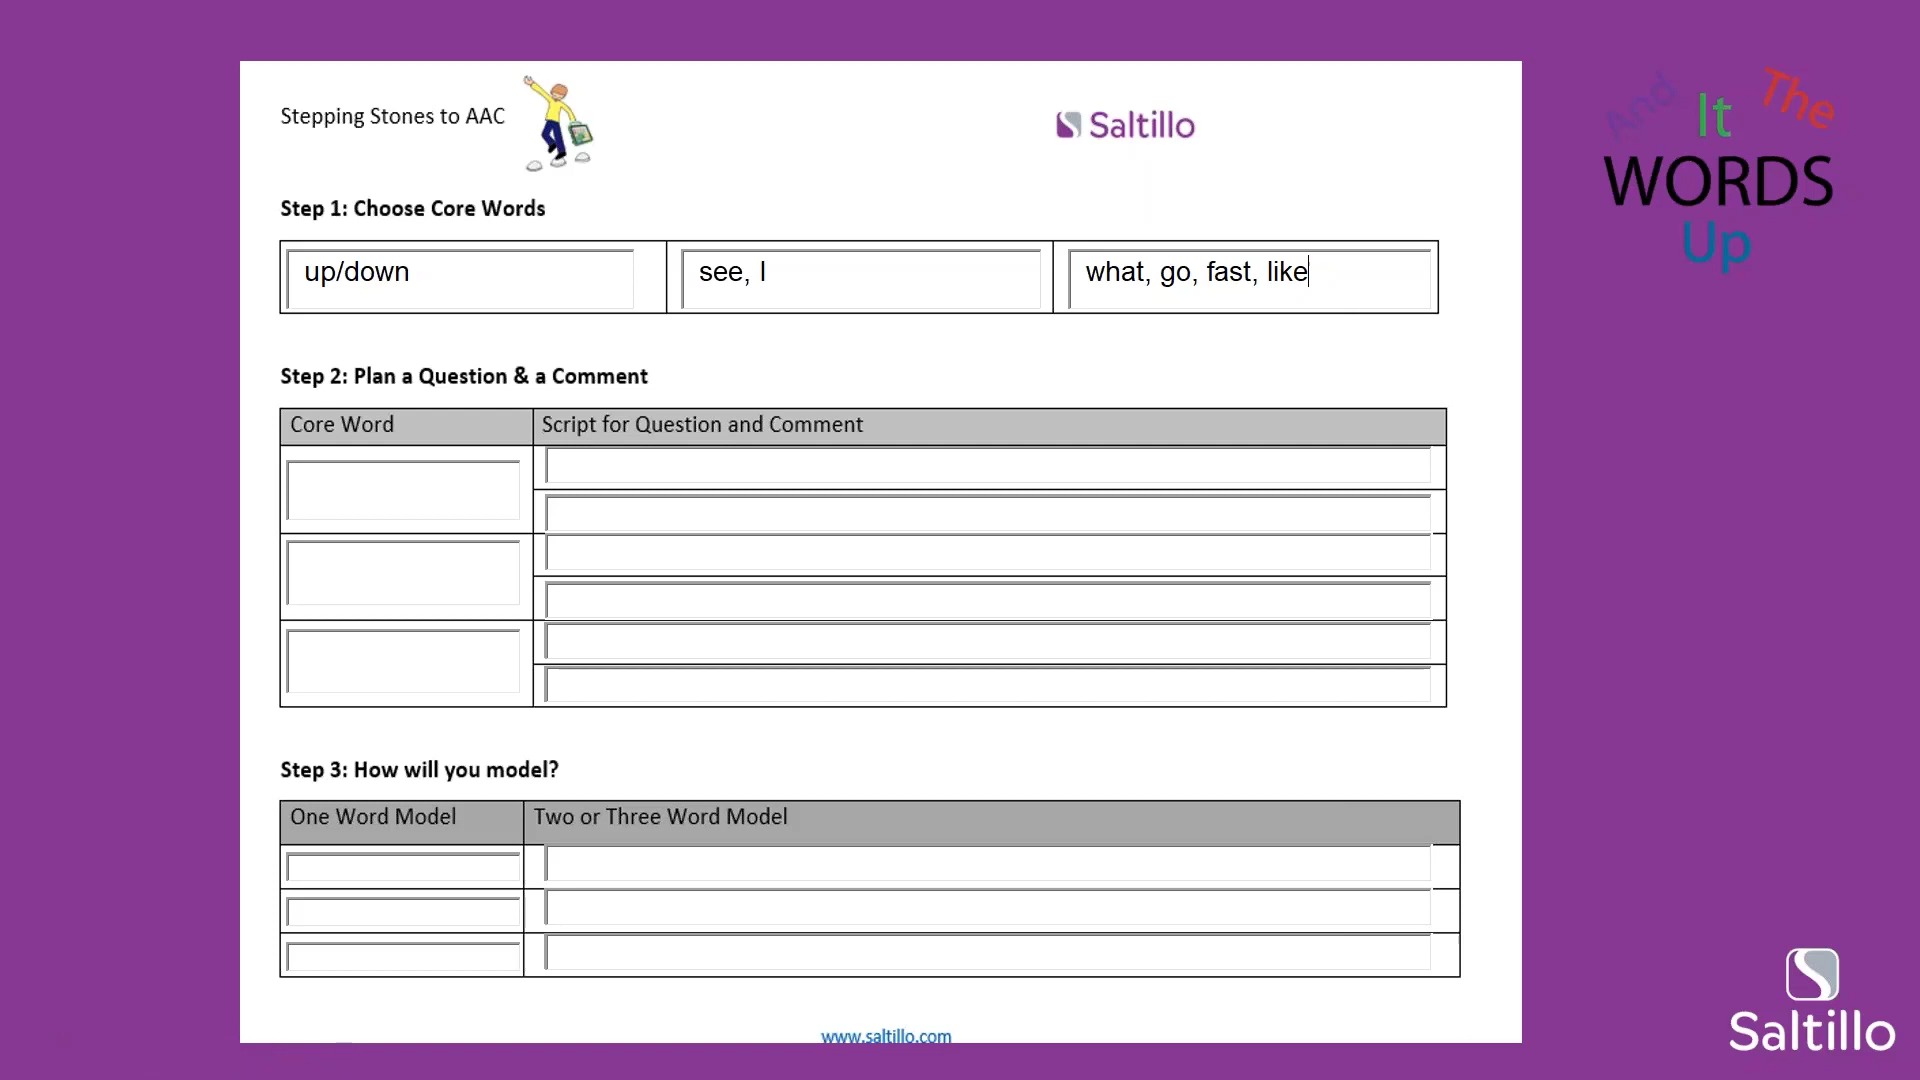 Stepping Stones to AAC
Saltillo
And It The
WORDS
Up
Step 1: Choose Core Words
up/down
see, I
what, go, fast, like
Step 2: Plan a Question & a Comment
Core Word
Script for Question and Comment
Step 3: How will you model?
One Word Model
Two or Three Word Model
www.saltillo.com
Saltillo